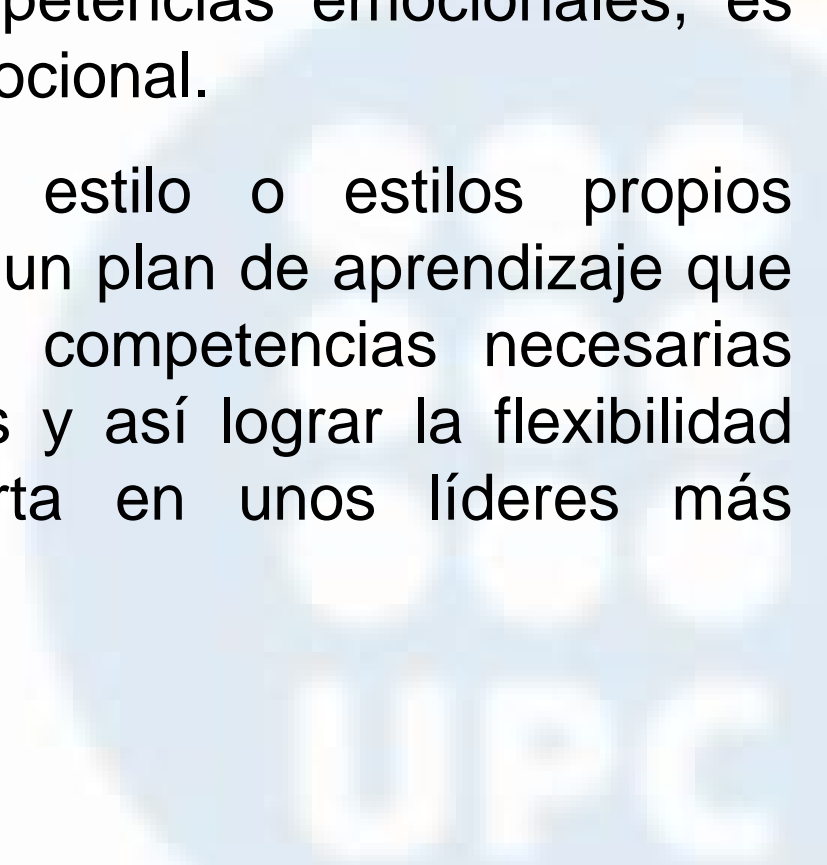 petencias emocionales, es
ocional.
estilo o estilos propios
un plan de aprendizaje que
competencias necesarias
s y así lograr la flexibilidad
rta en unos líderes más
UPC